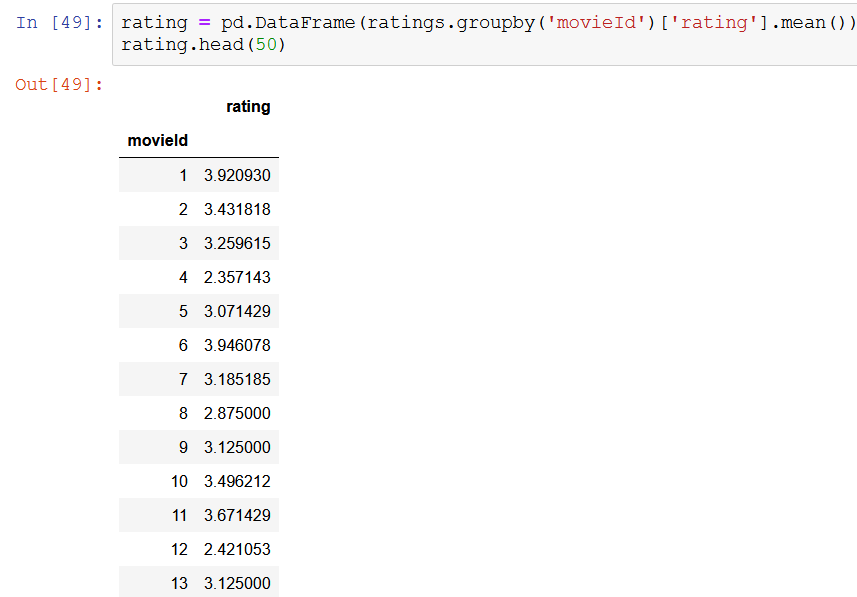 In [49]: rating = pd.DataFrame(ratings.groupby('movieId')['rating'].mean())
rating.head(50)
Out[49]:
rating
movieId
1 3.920930
2 3.431818
3 3.259615
4 2.357143
5 3.071429
6 3.946078
7 3.185185
8 2.875000
9 3.125000
10 3.496212
11 3.671429
12 2.421053
13 3.125000